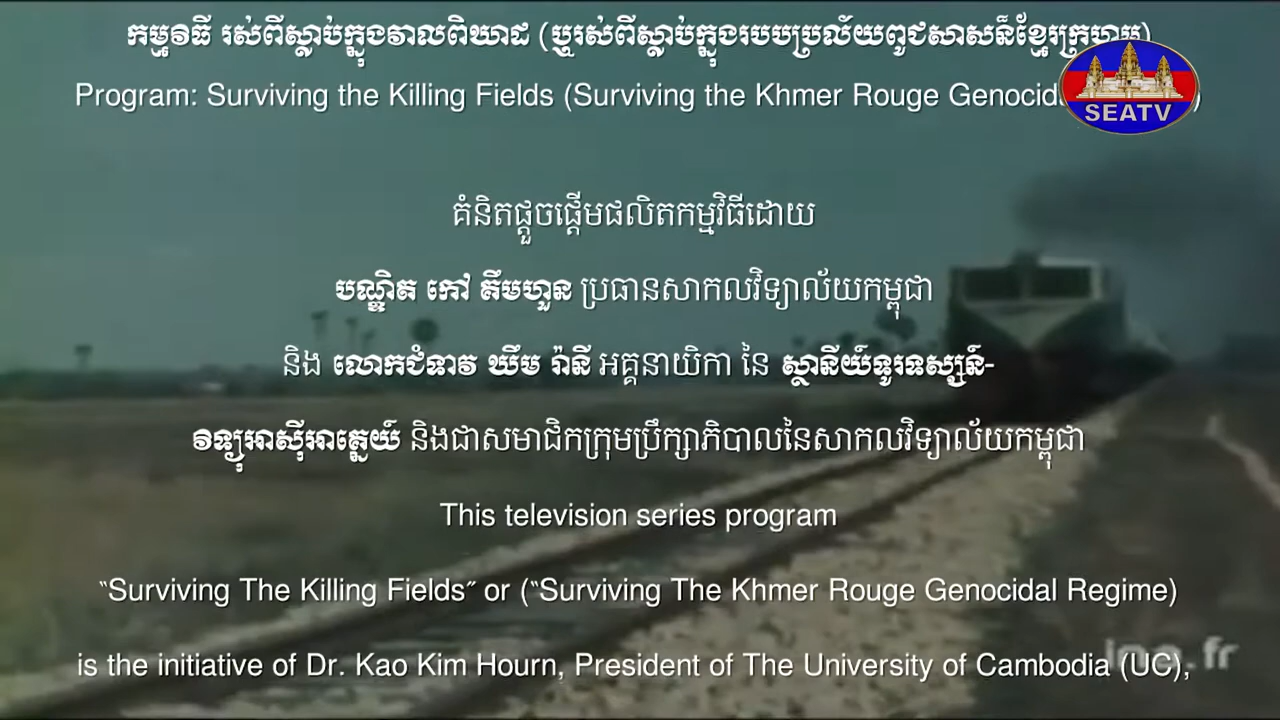 កម្មវិធី រស់ពីស្លាប់ក្នុងវាលពិឃាដ (ឬរស់ពីស្លាប់ក្នុងរបបប្រល័យពូជសាសន៍ខ្មែរក្រហម)
Program: Surviving the Killing Fields (Surviving the Khmer Rouge Genocidal
SEATV
គំនិតផ្តួចផ្តើមផលិតកម្មវិធីដោយ
បណ្ឌិត កៅ គឹមហួន ប្រធានសាកលវិទ្យាល័យកម្ពុជា
និង លោកជំទាវ ឃឹម រ៉ានី អគ្គនាយិកា នៃ ស្ថានីយ៍ទូរទស្សន៍-
វិទ្យុអាស៊ីអាគ្នេយ៍ និងជាសមាជិកក្រុមប្រឹក្សាភិបាលនៃសាកលវិទ្យាល័យកម្ពុជា
This television series program
“Surviving The Killing Fields” or (“Surviving The Khmer Rouge Genocidal Regime)
is the initiative of Dr. Kao Kim Hourn, President of The University of Cambodia (UC),
ina.fr